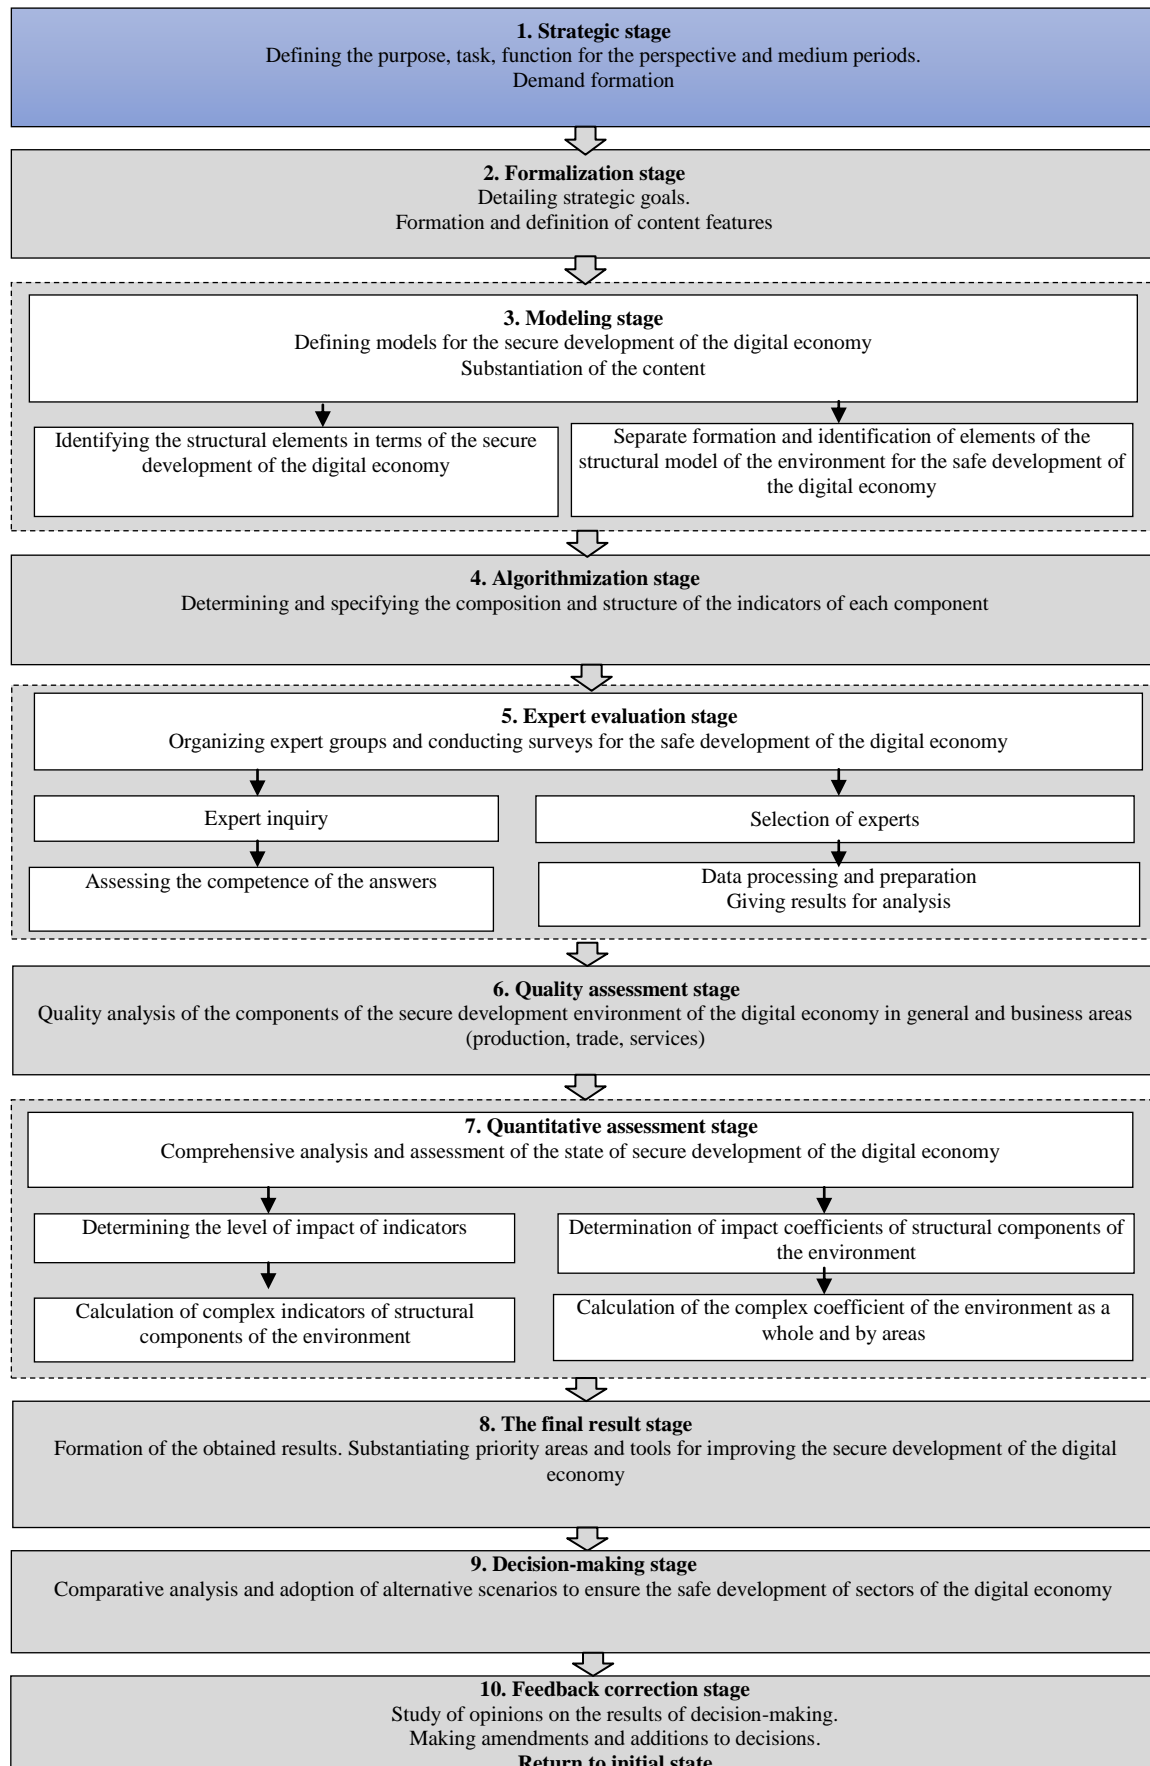 1. Strategic stage
Defining the purpose, task, function for the perspective and medium periods.
Demand formation
2. Formalization stage
Detailing strategic goals.
Formation and definition of content features
3. Modeling stage
Defining models for the secure development of the digital economy
Substantiation of the content
Identifying the structural elements in terms of the secure
development of the digital economy
Separate formation and identification of elements of the
structural model of the environment for the safe development of
the digital economy
4. Algorithmization stage
Determining and specifying the composition and structure of the indicators of each component
5. Expert evaluation stage
Organizing expert groups and conducting surveys for the safe development of the digital economy
Expert inquiry
Selection of experts
Assessing the competence of the answers
Data processing and preparation
Giving results for analysis
6. Quality assessment stage
Quality analysis of the components of the secure development environment of the digital economy in general and business areas
(production, trade, services)
7. Quantitative assessment stage
Comprehensive analysis and assessment of the state of secure development of the digital economy
Determining the level of impact of indicators
Determination of impact coefficients of structural components of
the environment
Calculation of complex indicators of structural
components of the environment
Calculation of the complex coefficient of the environment as a
whole and by areas
8. The final result stage
Formation of the obtained results. Substantiating priority areas and tools for improving the secure development of the digital
economy
9. Decision-making stage
Comparative analysis and adoption of alternative scenarios to ensure the safe development of sectors of the digital economy
10. Feedback correction stage
Study of opinions on the results of decision-making.
Making amendments and additions to decisions.
Return to initial state